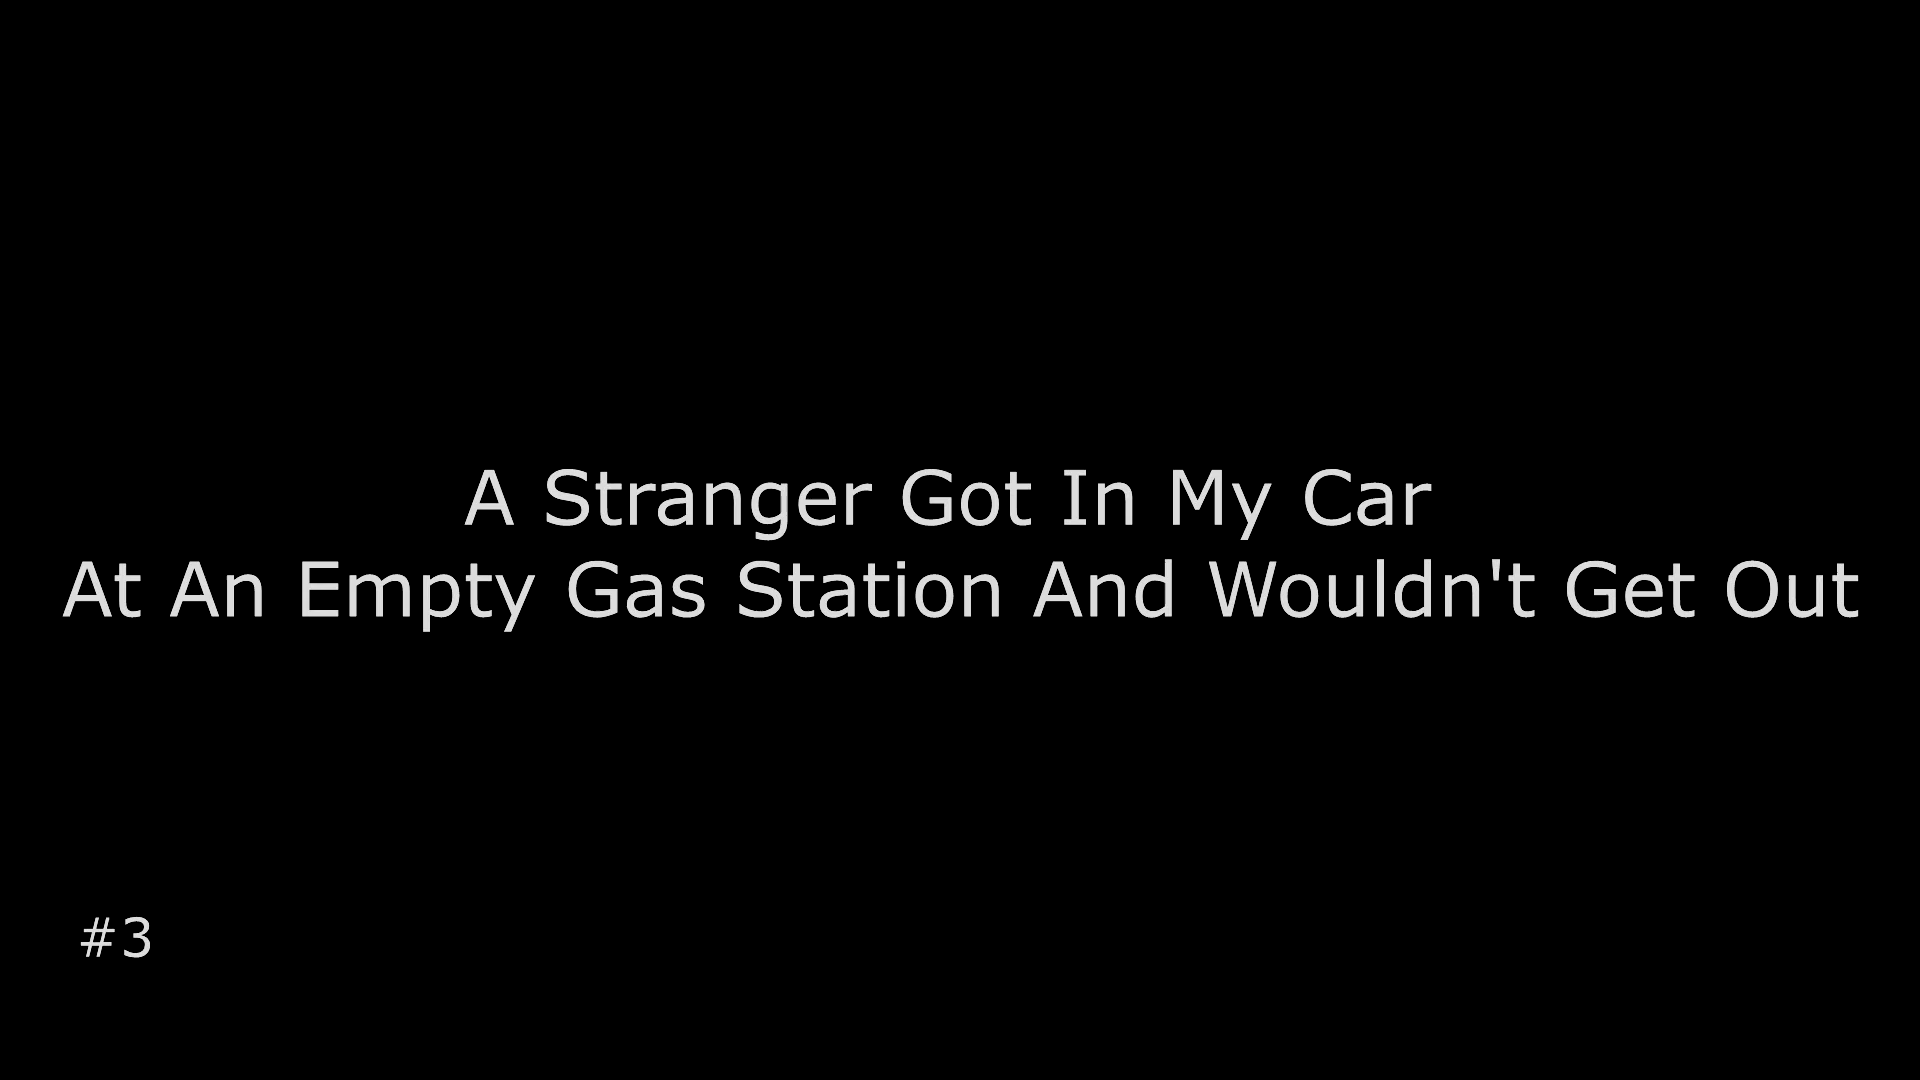 A Stranger Got In My Car
At An Empty Gas Station And Wouldn't Get Out
#3